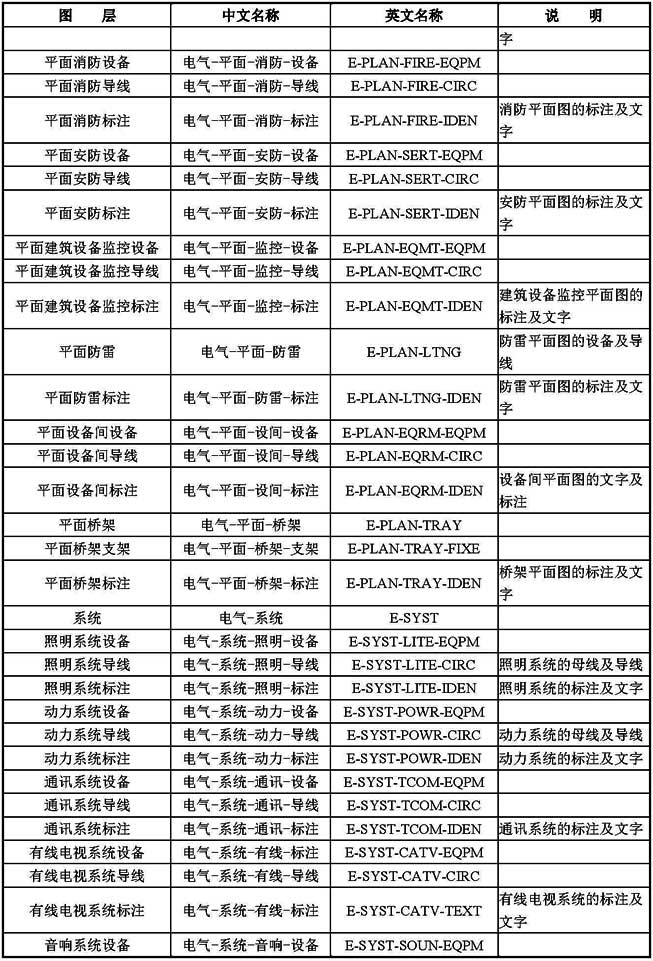 图 层 中文名称 英文名称 说 明
字
平面消防设备 电气-平面-消防-设备 E-PLAN-FIRE-EQPM
平面消防导线 电气-平面-消防-导线 E-PLAN-FIRE-CIRC
平面消防标注 电气-平面-消防-标注 E-PLAN-FIRE-IDEN 消防平面图的标注及文
字
平面安防设备 电气-平面-安防-设备 E-PLAN-SERT-EQPM
平面安防导线 电气-平面-安防-导线 E-PLAN-SERT-CIRC
平面安防标注 电气-平面-安防-标注 E-PLAN-SERT-IDEN 安防平面图的标注及文
字
平面建筑设备监控设备 电气-平面-监控-设备 E-PLAN-EQMT-EQPM
平面建筑设备监控导线 电气-平面-监控-导线 E-PLAN-EQMT-CIRC
平面建筑设备监控标注 电气-平面-监控-标注 E-PLAN-EQMT-IDEN 建筑设备监控平面图的
标注及文字
平面防雷 电气-平面-防雷 E-PLAN-LTNG 防雷平面图的设备及导
线
平面防雷标注 电气-平面-防雷-标注 E-PLAN-LTNG-IDEN 防雷平面图的标注及文
字
平面设备间设备 电气-平面-设间-设备 E-PLAN-EQRM-EQPM
平面设备间导线 电气-平面-设间-导线 E-PLAN-EQRM-CIRC
平面设备间标注 电气-平面-设间-标注 E-PLAN-EQRM-IDEN 设备间平面图的文字及
标注
平面桥架 电气-平面-桥架 E-PLAN-TRAY
平面桥架支架 电气-平面-桥架-支架 E-PLAN-TRAY-FIXE
平面桥架标注 电气-平面-桥架-标注 E-PLAN-TRAY-IDEN 桥架平面图的标注及文
字
系统 电气-系统 E-SYST
照明系统设备 电气-系统-照明-设备 E-SYST-LITE-EQPM
照明系统导线 电气-系统-照明-导线 E-SYST-LITE-CIRC 照明系统的母线及导线
照明系统标注 电气-系统-照明-标注 E-SYST-LITE-IDEN 照明系统的标注及文字
动力系统设备 电气-系统-动力-设备 E-SYST-POWR-EQPM
动力系统导线 电气-系统-动力-导线 E-SYST-POWR-CIRC 动力系统的母线及导线
动力系统标注 电气-系统-动力-标注 E-SYST-POWR-IDEN 动力系统的标注及文字
通讯系统设备 电气-系统-通讯-设备 E-SYST-TCOM-EQPM
通讯系统导线 电气-系统-通讯-导线 E-SYST-TCOM-CIRC
通讯系统标注 电气-系统-通讯-标注 E-SYST-TCOM-IDEN 通讯系统的标注及文字
有线电视系统设备 电气-系统-有线-标注 E-SYST-CATV-EQPM
有线电视系统导线 电气-系统-有线-导线 E-SYST-CATV-CIRC
有线电视系统标注 电气-系统-有线-标注 E-SYST-CATV-TEXT 有线电视系统的标注及
文字
音响系统设备 电气-系统-音响-设备 E-SYST-SOUN-EQPM